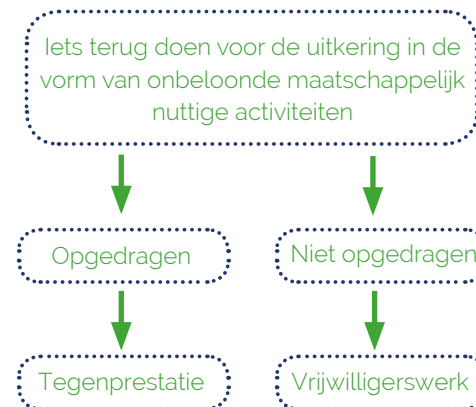 Iets terug doen voor de uitkering in de
vorm van onbeloonde maatschappelijk
nuttige activiteiten
Opgedragen
Niet opgedragen
Tegenprestatie
Vrijwilligerswerk